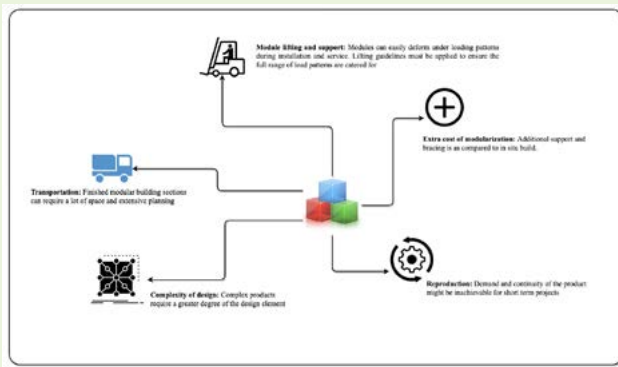 Module lifting and support: Modules can easily deform under loading patterns
during installation and service. Lifting guidelines must be applied to ensure the
full range of load patterns are catered for
Extra cost of modularization: Additional support and
bracing is as compared to in situ build.
Transportation: Finished modular building sections
can require a lot of space and extensive planning
Complexity of design: Complex products
require a greater degree of the design element
Reproduction: Demand and continuity of the product
might be inachievable for short term projects